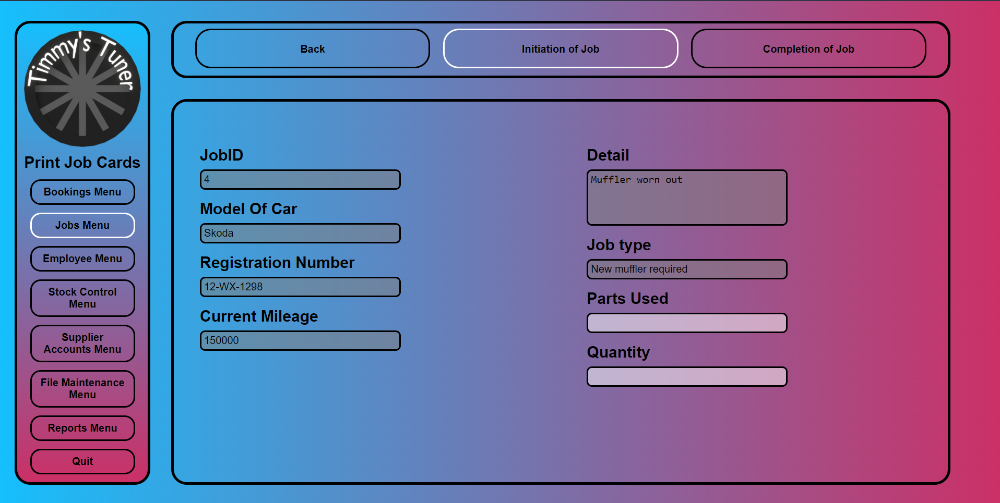 Timmy's Tuner
Print Job Cards
Bookings Menu
Jobs Menu
Employee Menu
Stock Control
Menu
Supplier
Accounts Menu
File Maintenance
Menu
Reports Menu
Quit
Back
Initiation of Job
Completion of Job
JobID
4
Model Of Car
Skoda
Registration Number
12-WX-1298
Current Mileage
150000
Detail
Muffler worn out
Job type
New muffler required
Parts Used
Quantity